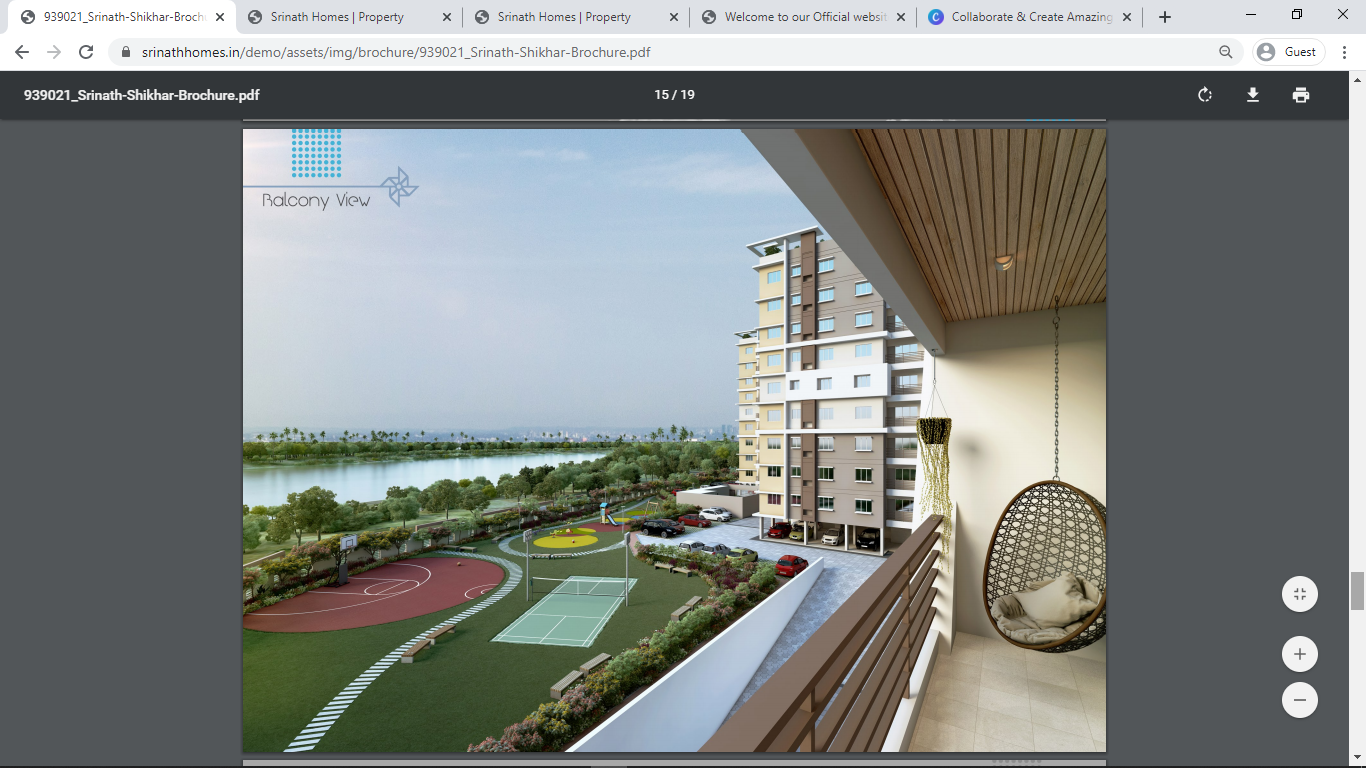 939021_Srinath-Shikhar-Broch
Srinath Homes | Property
Srinath Homes | Property
Welcome to our Official websit
Collaborate & Create Amazing
srinathhomes.in/demo/assets/img/brochure/939021_Srinath-Shikhar-Brochure.pdf
Guest
939021_Srinath-Shikhar-Brochure.pdf
15 / 19
Balcony View